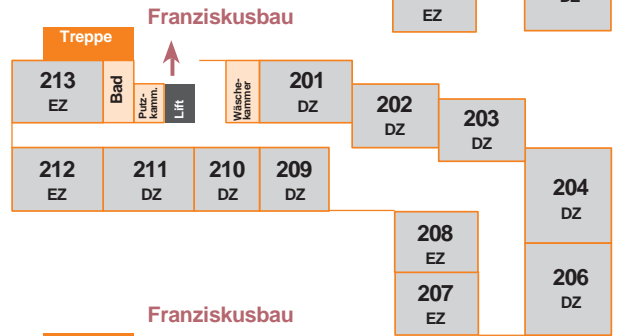 Franziskusbau
EZ
DZ
Treppe
213
EZ
Bad
Putz-
kamm.
Lift
Wäsche-
kammer
201
DZ
202
DZ
203
DZ
212
EZ
211
DZ
210
DZ
209
DZ
204
DZ
208
EZ
207
EZ
206
DZ
Franziskusbau